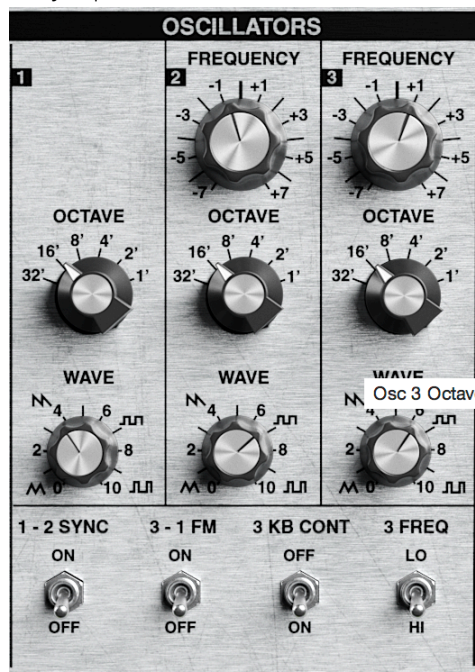 OSCILLATORS
1
2 FREQUENCY
-1 +1
-3 +3
-5 +5
-7 +7
3 FREQUENCY
-1 +1
-3 +3
-5 +5
-7 +7
OCTAVE
8' 4'
16' 2'
32' 1'
OCTAVE
8' 4'
16' 2'
32' 1'
OCTAVE
8' 4'
16' 2'
32' 1'
WAVE
4 6
2 8
0 10
WAVE
4 6
2 8
0 10
WAVE
Osc 3 Octav
4 6
2 8
0 10
1 - 2 SYNC
ON
OFF
3 - 1 FM
ON
OFF
3 KB CONT
OFF
ON
3 FREQ
LO
HI